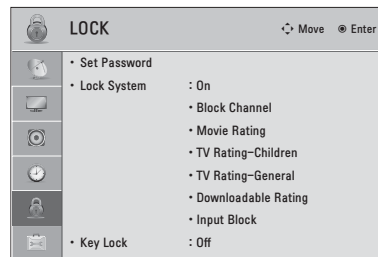 LOCK Move Enter
• Set Password
• Lock System : On
• Block Channel
• Movie Rating
• TV Rating-Children
• TV Rating-General
• Downloadable Rating
• Input Block
• Key Lock : Off